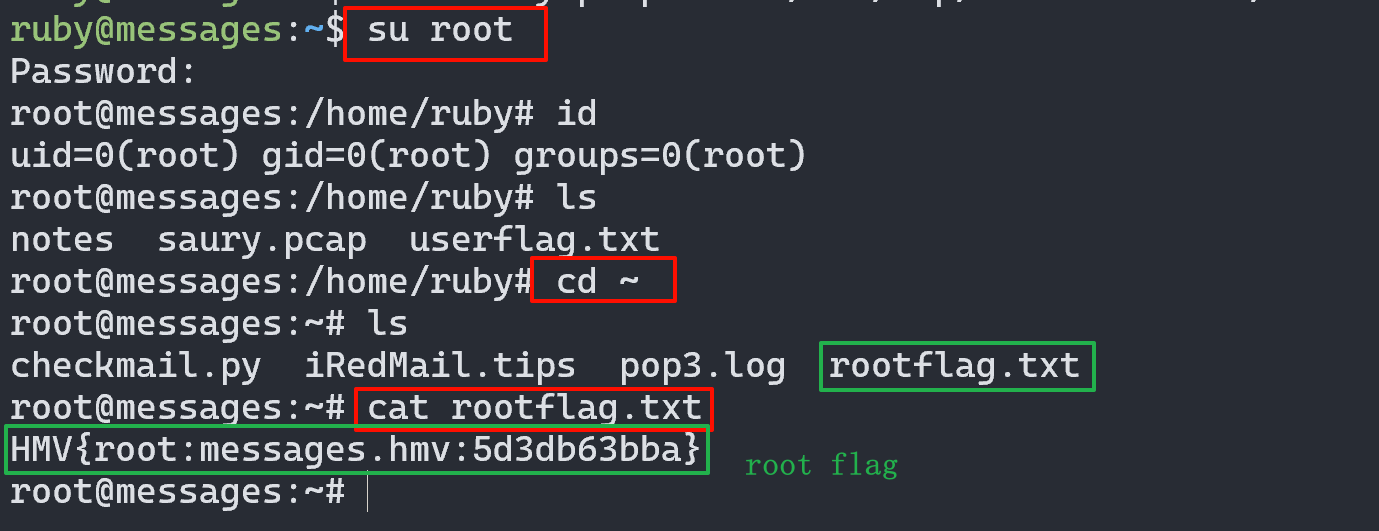 ruby@messages:~$ su root
Password:
root@messages:/home/ruby# id
uid=0(root) gid=0(root) groups=0(root)
root@messages:/home/ruby# ls
notes  saury.pcap  userflag.txt
root@messages:/home/ruby# cd ~
root@messages:~# ls
checkmail.py  iRedMail.tips  pop3.log  rootflag.txt
root@messages:~# cat rootflag.txt
HMV{root:messages.hmv:5d3db63bba}
root flag
root@messages:~#